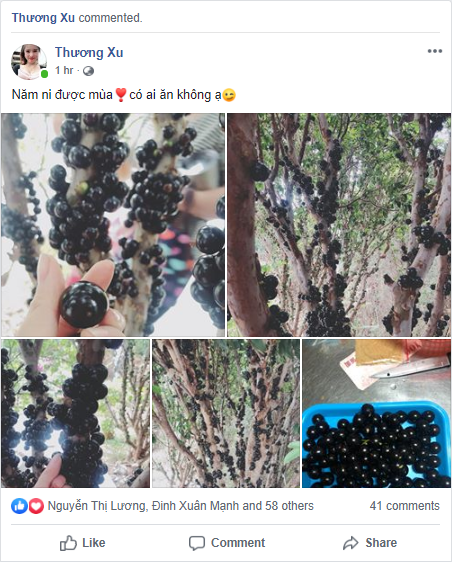 Thương Xu commented.
Thương Xu
1 hr ·
Năm ni được mùa❣️có ai ăn không ạ😉
Nguyễn Thị Lương, Đinh Xuân Mạnh and 58 others 41 comments
Like Comment Share